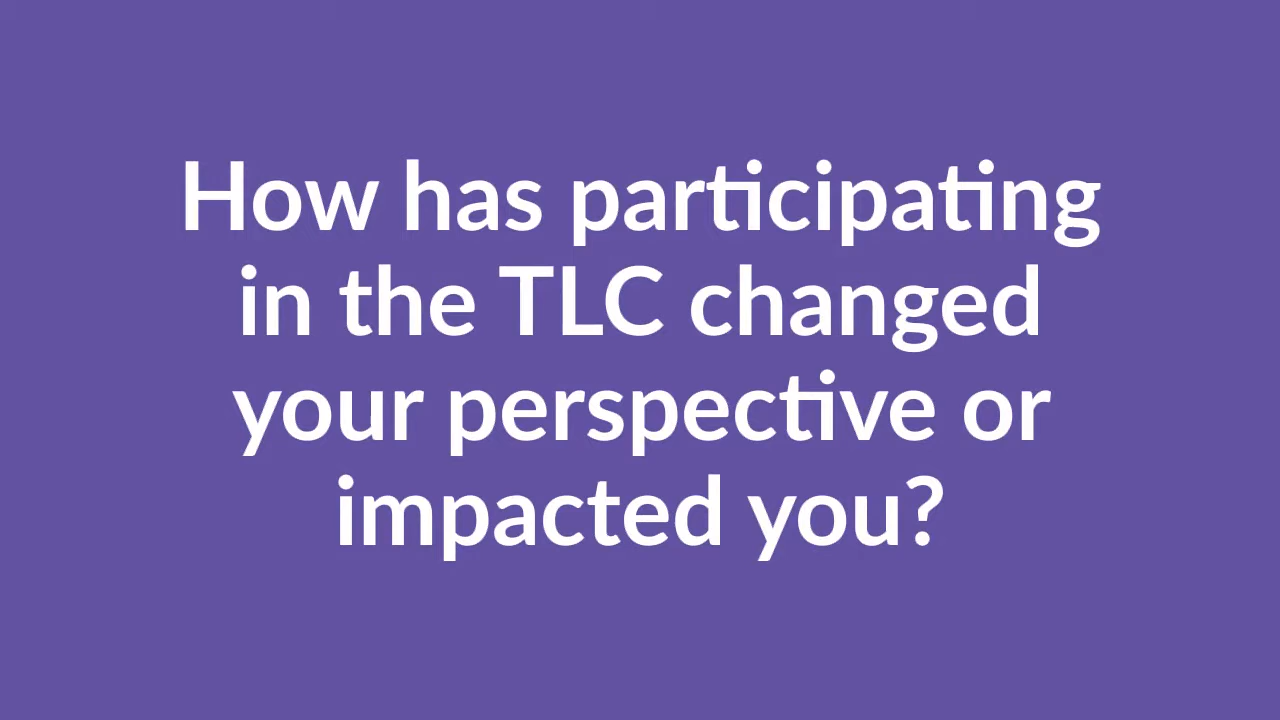 How has participating
in the TLC changed
your perspective or
impacted you?